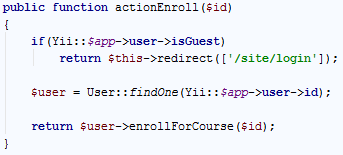 public function actionEnroll($id)
{
if(Yii::$app->user->isGuest)
return $this->redirect(['/site/login']);
$user = User::findOne(Yii::$app->user->id);
return $user->enrollForCourse($id);
}